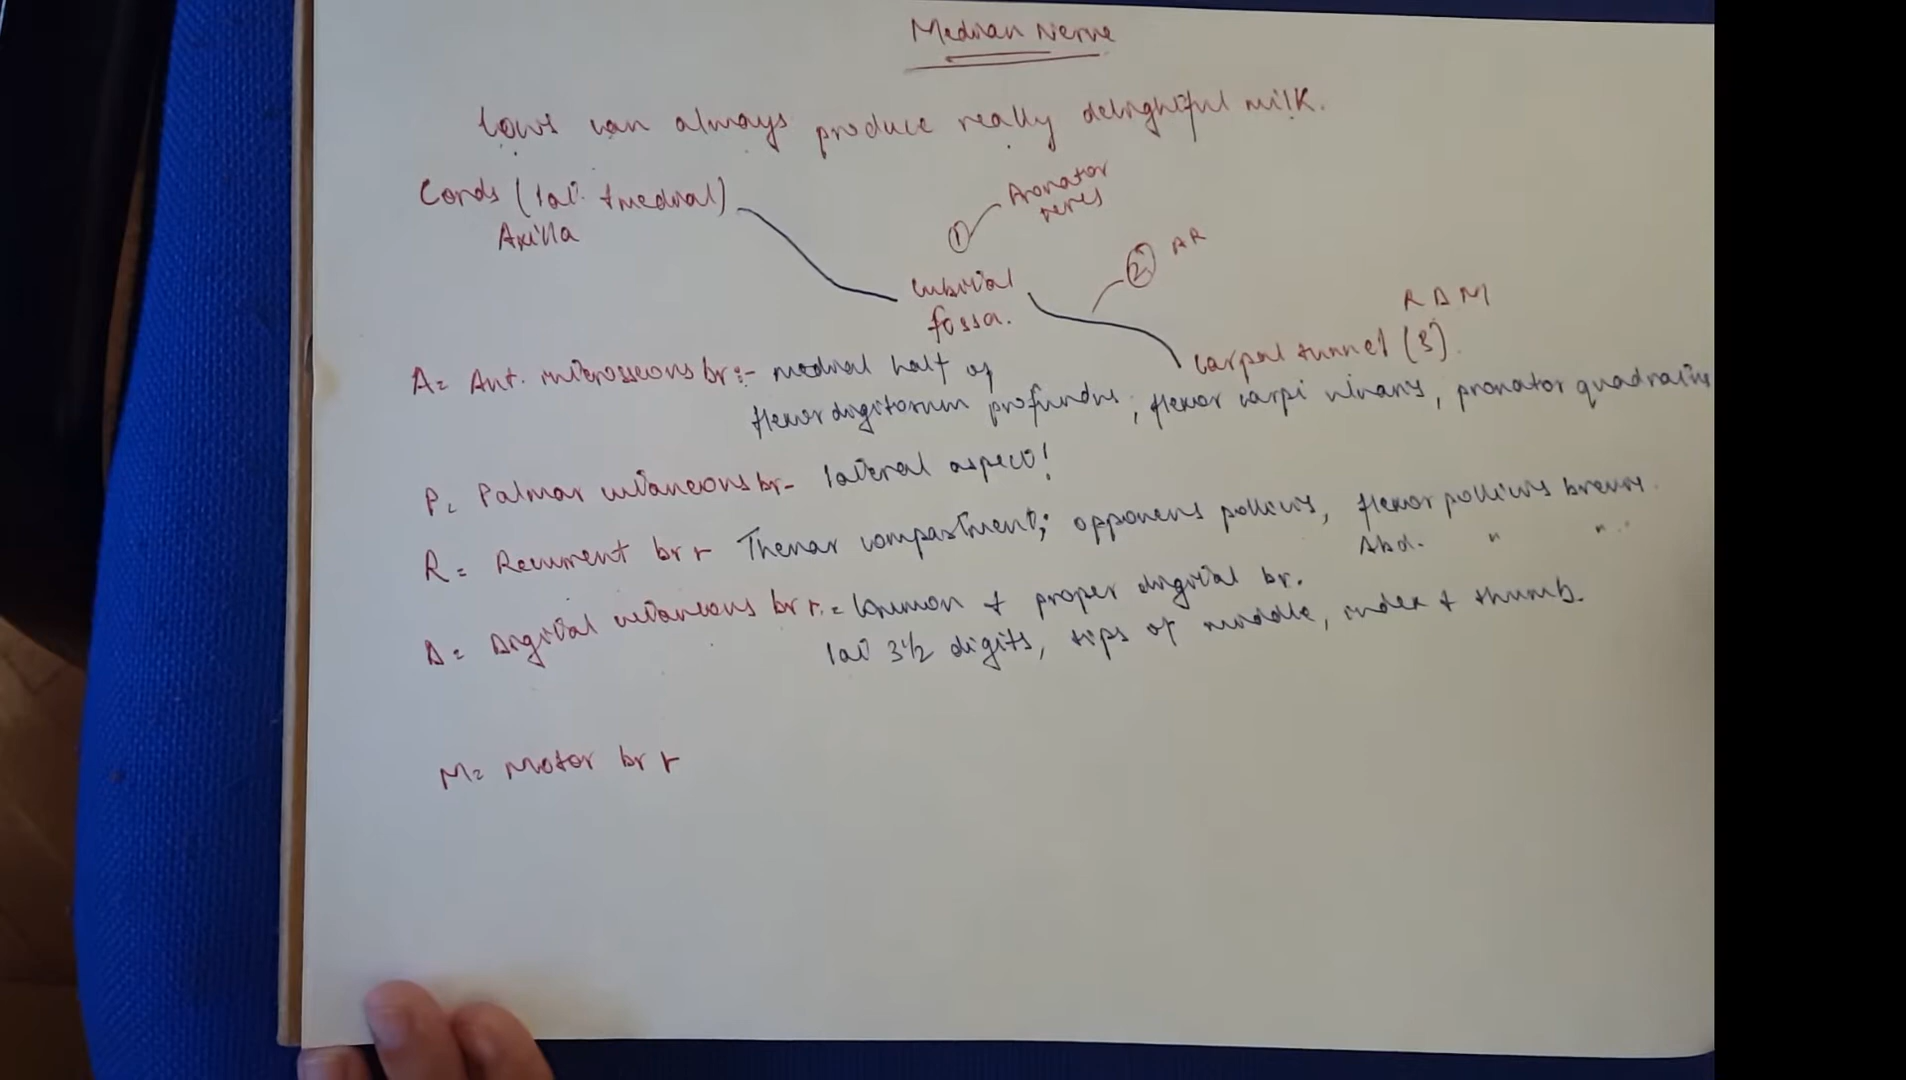 Median Nerve
Cows can always produce really delightful milk.
Cords (lat. + medial)
Axilla
① Pronator
teres
② AP
Cubital
fossa.
RDM
Carpal tunnel (3).
A= Ant. interosseous br:- medial half of
flexor digitorum profundus, flexor carpi ulnaris, pronator quadratus
P= Palmar cutaneous br- lateral aspect!
R= Recurrent br r Thenar compartment; opponens pollicis, flexor pollicis brevis.
Abd. " "
D= Digital cutaneous br r.= Common + proper digital br.
lat 3½ digits, tips of middle, index + thumb.
M= Motor br r